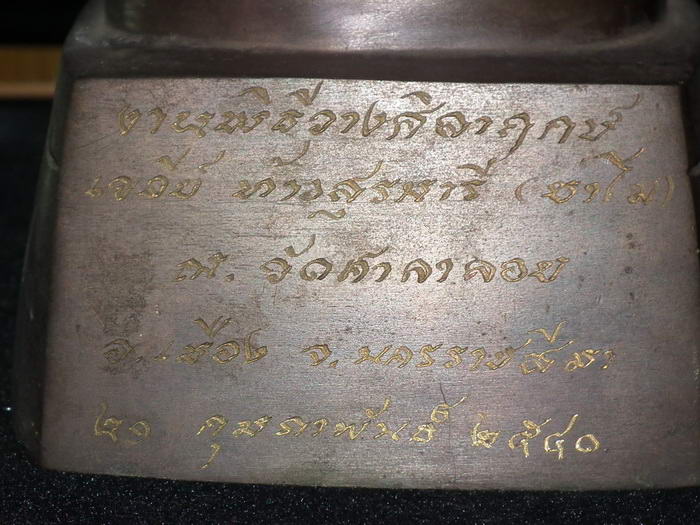 งานพิธีวางศิลาฤกษ์
เจดีย์ ท้าวสุรนารี (ย่าโม)
ณ. วัดศาลาลอย
อ.เมือง จ.นครราชสีมา
๒๑ กุมภาพันธ์ ๒๕๔๐